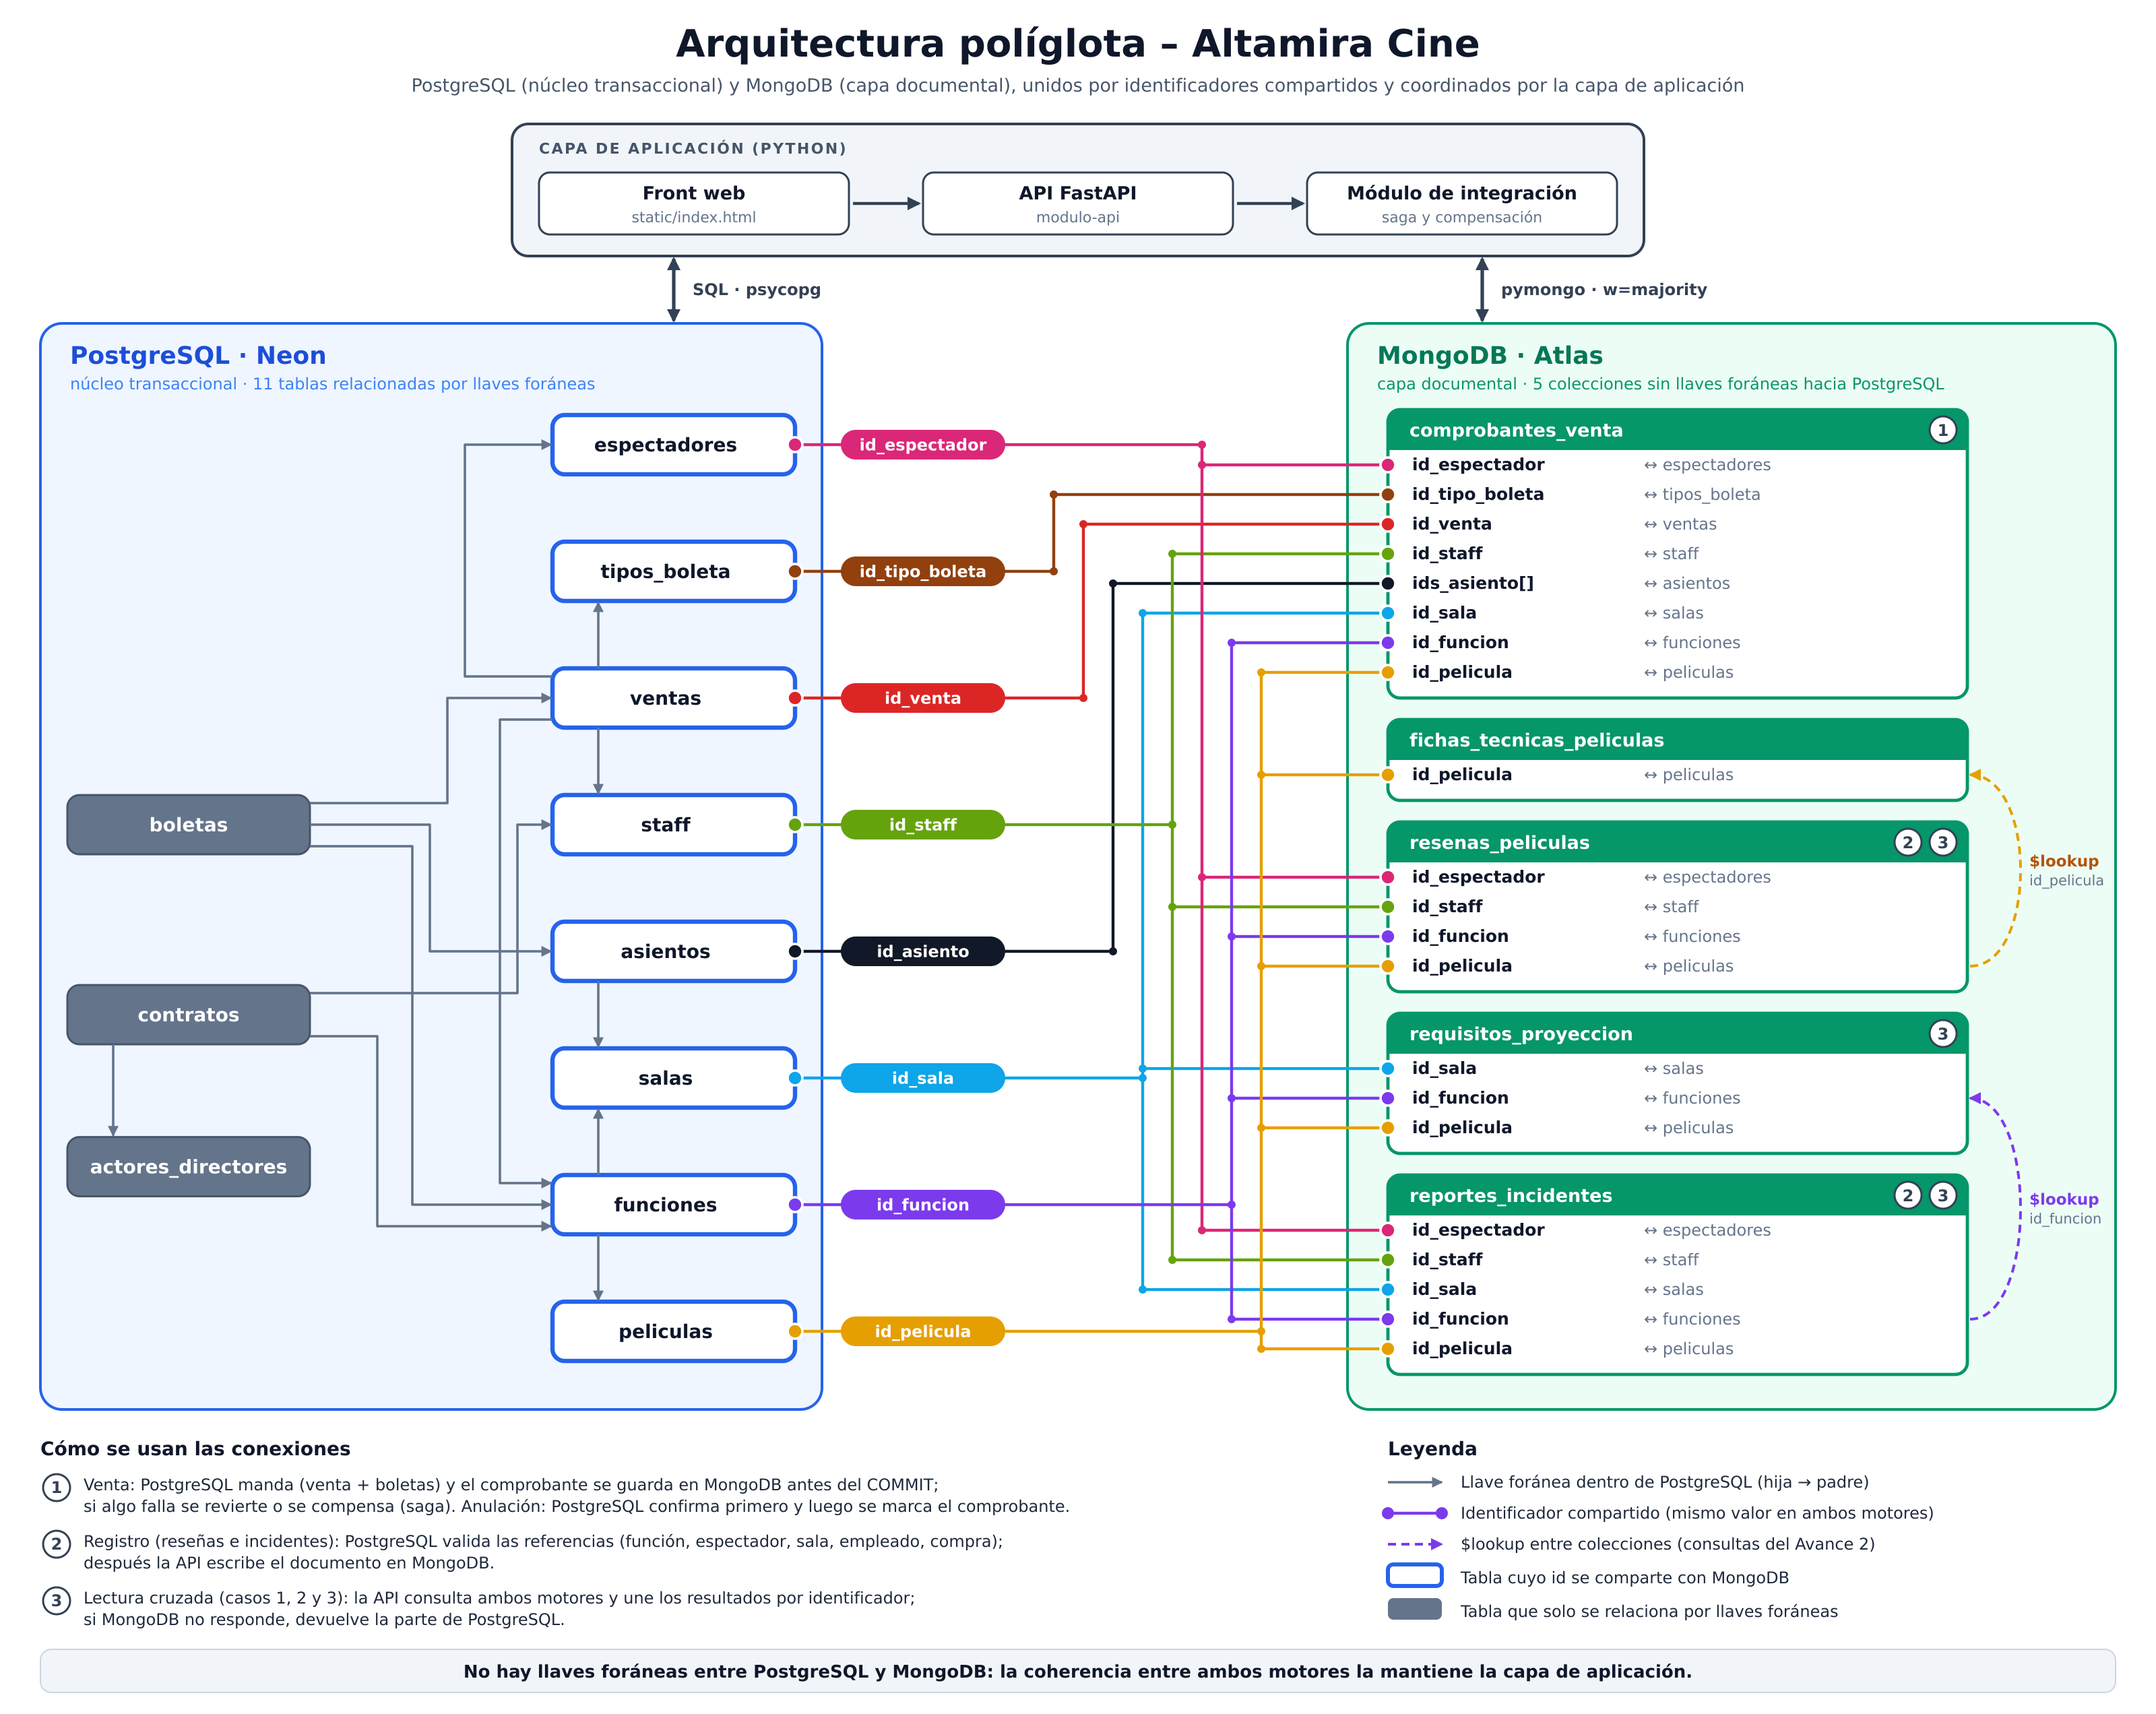 Arquitectura políglota – Altamira Cine
PostgreSQL (núcleo transaccional) y MongoDB (capa documental), unidos por identificadores compartidos y coordinados por la capa de aplicación
CAPA DE APLICACIÓN (PYTHON)
Front web
static/index.html
API FastAPI
modulo-api
Módulo de integración
saga y compensación
SQL · psycopg
pymongo · w=majority
PostgreSQL · Neon
núcleo transaccional · 11 tablas relacionadas por llaves foráneas
espectadores
tipos_boleta
ventas
boletas
staff
asientos
contratos
salas
actores_directores
funciones
peliculas
id_espectador
id_tipo_boleta
id_venta
id_staff
id_asiento
id_sala
id_funcion
id_pelicula
MongoDB · Atlas
capa documental · 5 colecciones sin llaves foráneas hacia PostgreSQL
comprobantes_venta 1
id_espectador ↔ espectadores
id_tipo_boleta ↔ tipos_boleta
id_venta ↔ ventas
id_staff ↔ staff
ids_asiento[] ↔ asientos
id_sala ↔ salas
id_funcion ↔ funciones
id_pelicula ↔ peliculas
fichas_tecnicas_peliculas
id_pelicula ↔ peliculas
resenas_peliculas 2 3
id_espectador ↔ espectadores
id_staff ↔ staff
id_funcion ↔ funciones
id_pelicula ↔ peliculas
$lookup
id_pelicula
requisitos_proyeccion 3
id_sala ↔ salas
id_funcion ↔ funciones
id_pelicula ↔ peliculas
reportes_incidentes 2 3
id_espectador ↔ espectadores
id_staff ↔ staff
id_sala ↔ salas
id_funcion ↔ funciones
id_pelicula ↔ peliculas
$lookup
id_funcion
Cómo se usan las conexiones
1 Venta: PostgreSQL manda (venta + boletas) y el comprobante se guarda en MongoDB antes del COMMIT;
si algo falla se revierte o se compensa (saga). Anulación: PostgreSQL confirma primero y luego se marca el comprobante.
2 Registro (reseñas e incidentes): PostgreSQL valida las referencias (función, espectador, sala, empleado, compra);
después la API escribe el documento en MongoDB.
3 Lectura cruzada (casos 1, 2 y 3): la API consulta ambos motores y une los resultados por identificador;
si MongoDB no responde, devuelve la parte de PostgreSQL.
Leyenda
Llave foránea dentro de PostgreSQL (hija → padre)
Identificador compartido (mismo valor en ambos motores)
$lookup entre colecciones (consultas del Avance 2)
Tabla cuyo id se comparte con MongoDB
Tabla que solo se relaciona por llaves foráneas
No hay llaves foráneas entre PostgreSQL y MongoDB: la coherencia entre ambos motores la mantiene la capa de aplicación.